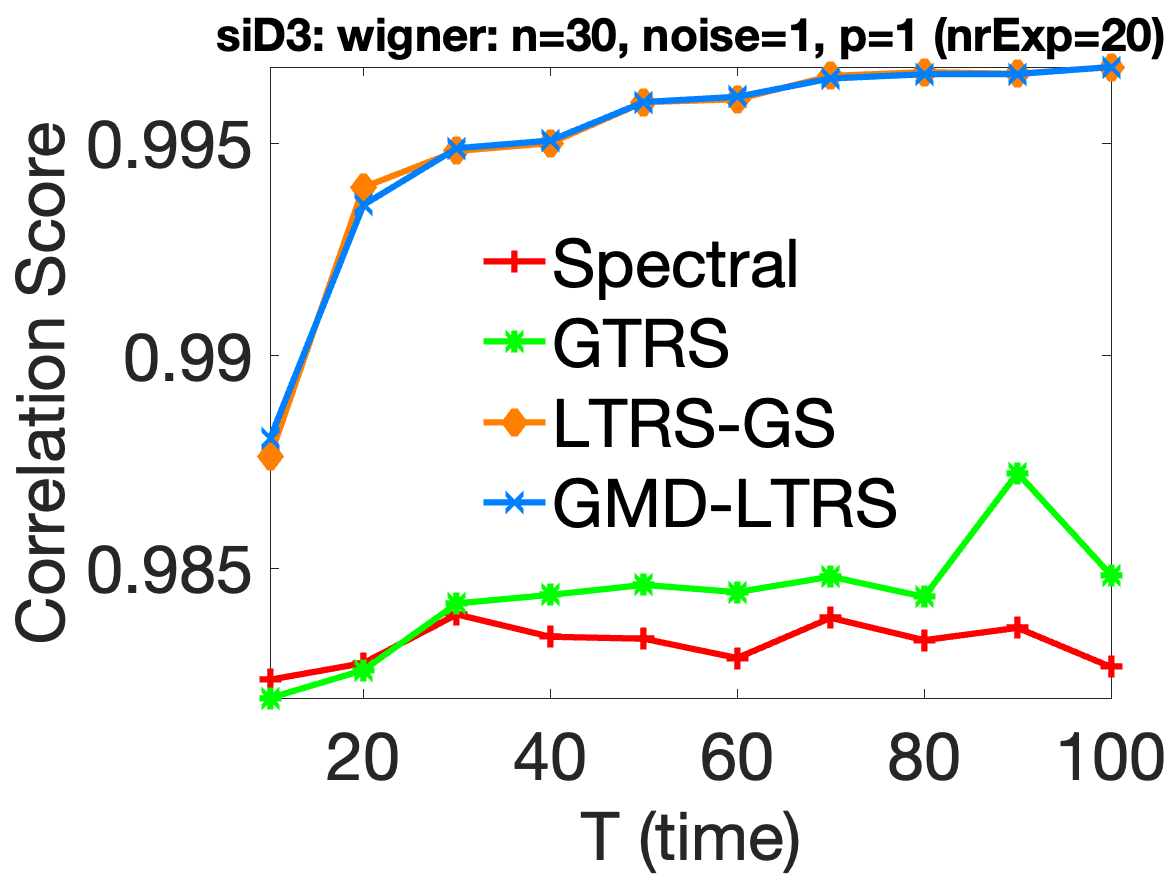 siD3: wigner: n=30, noise=1, p=1 (nrExp=20)
Correlation Score
0.995
0.99
0.985
Spectral
GTRS
LTRS-GS
GMD-LTRS
20 40 60 80 100
T (time)